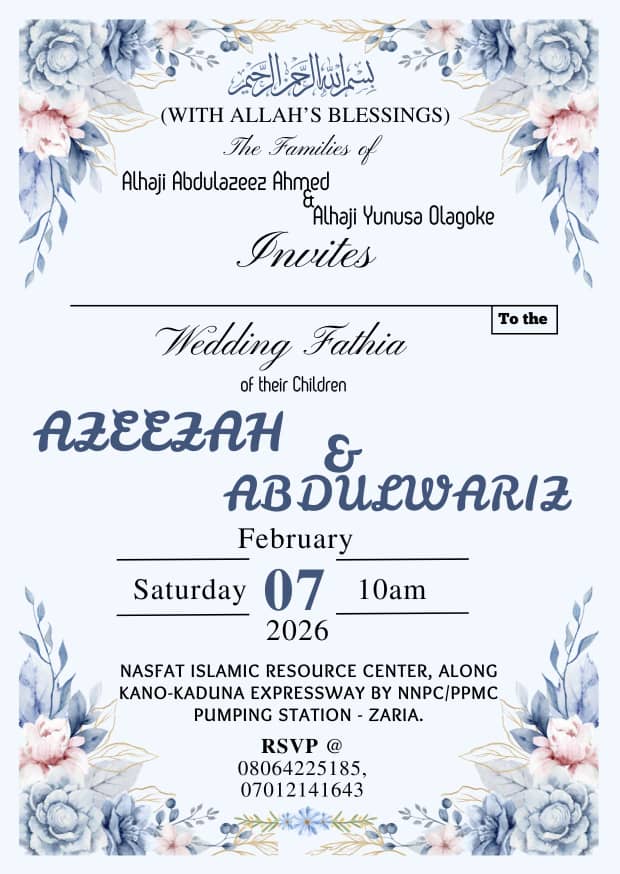 بسم الله الرحمن الرحيم
(WITH ALLAH'S BLESSINGS)
The Families of
Alhaji Abdulazeez Ahmed
&
Alhaji Yunusa Olagoke
Invites
To the
Wedding Fathia
of their Children
AZEEZAH
&
ABDULWARIZ
February
Saturday 07 10am
2026
NASFAT ISLAMIC RESOURCE CENTER, ALONG
KANO-KADUNA EXPRESSWAY BY NNPC/PPMC
PUMPING STATION - ZARIA.
RSVP @
08064225185,
07012141643